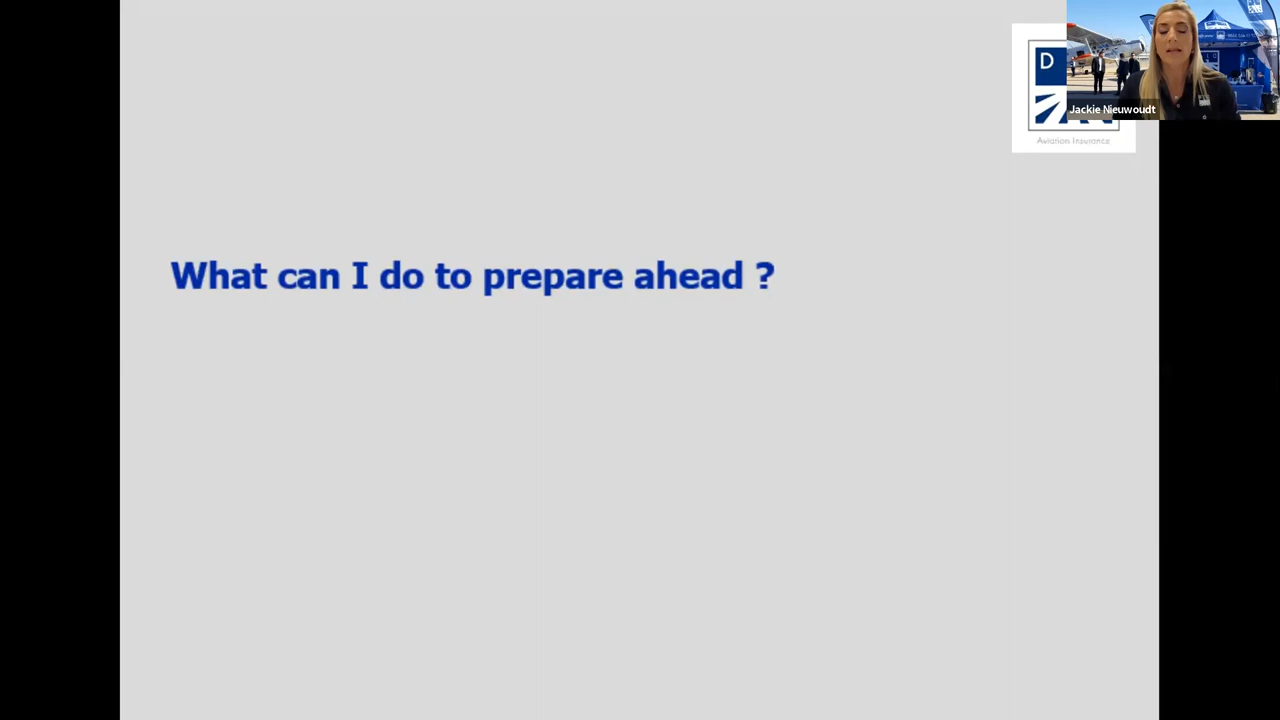 D
Jackie Nieuwoudt
Aviation Insurance
What can I do to prepare ahead ?